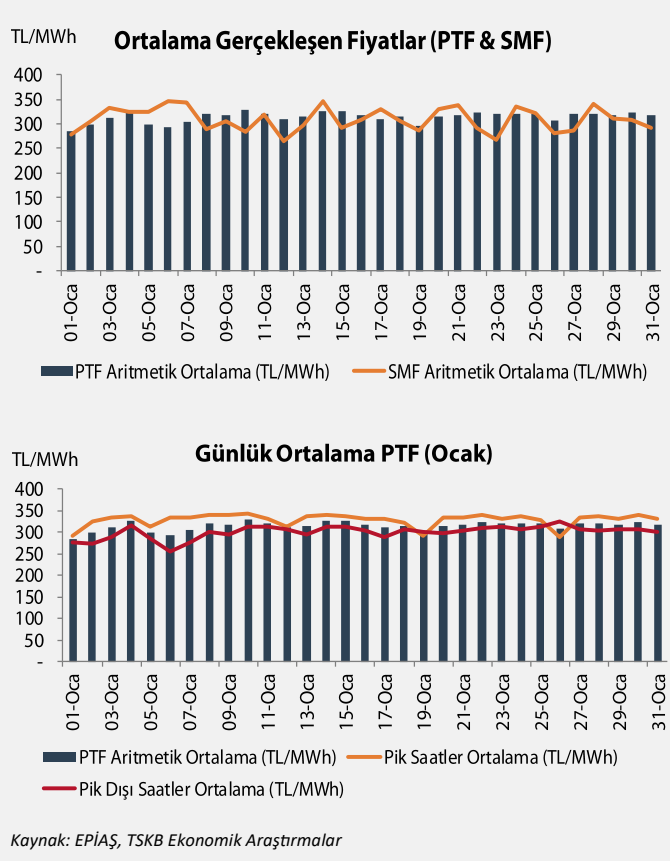 TL/MWh
Ortalama Gerçekleşen Fiyatlar (PTF & SMF)
400
350
300
250
200
150
100
50
-
01-Oca
03-Oca
05-Oca
07-Oca
09-Oca
11-Oca
13-Oca
15-Oca
17-Oca
19-Oca
21-Oca
23-Oca
25-Oca
27-Oca
29-Oca
31-Oca
PTF Aritmetik Ortalama (TL/MWh)
SMF Aritmetik Ortalama (TL/MWh)
TL/MWh
Günlük Ortalama PTF (Ocak)
400
350
300
250
200
150
100
50
-
01-Oca
03-Oca
05-Oca
07-Oca
09-Oca
11-Oca
13-Oca
15-Oca
17-Oca
19-Oca
21-Oca
23-Oca
25-Oca
27-Oca
29-Oca
31-Oca
PTF Aritmetik Ortalama (TL/MWh)
Pik Saatler Ortalama (TL/MWh)
Pik Dışı Saatler Ortalama (TL/MWh)
Kaynak: EPİAŞ, TSKB Ekonomik Araştırmalar